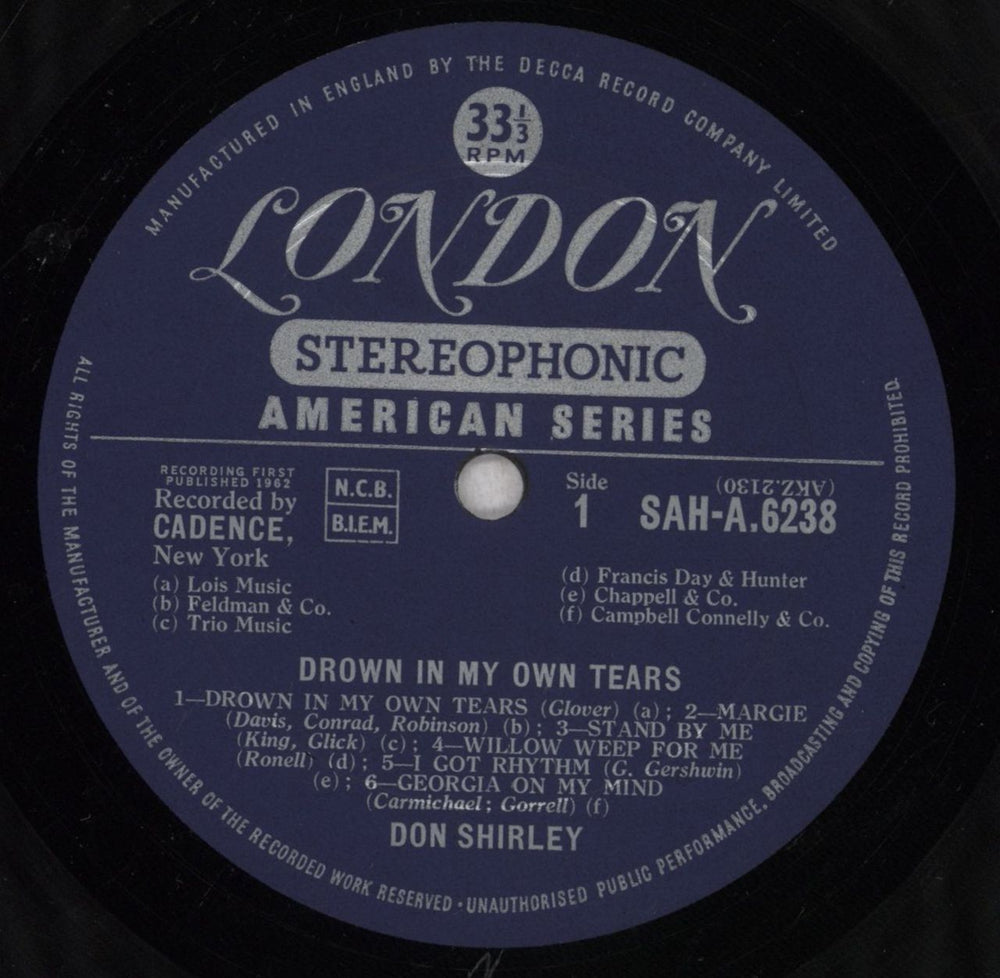 MANUFACTURED IN ENGLAND BY THE DECCA RECORD COMPANY LIMITED
33⅓
RPM
LONDON
STEREOPHONIC
AMERICAN SERIES
RECORDING FIRST
PUBLISHED 1962
Recorded by
CADENCE,
New York
N.C.B.
B.I.E.M.
Side
1
(AKZ.2130)
SAH-A.6238
(a) Lois Music
(b) Feldman & Co.
(c) Trio Music
(d) Francis Day & Hunter
(e) Chappell & Co.
(f) Campbell Connelly & Co.
DROWN IN MY OWN TEARS
1—DROWN IN MY OWN TEARS (Glover) (a); 2—MARGIE
(Davis, Conrad, Robinson) (b); 3—STAND BY ME
(King, Glick) (c); 4—WILLOW WEEP FOR ME
(Ronell) (d); 5—I GOT RHYTHM (G. Gershwin)
(e); 6—GEORGIA ON MY MIND
(Carmichael; Gorrell) (f)
DON SHIRLEY
ALL RIGHTS OF THE MANUFACTURER AND OF THE OWNER OF THE RECORDED WORK RESERVED · UNAUTHORISED PUBLIC PERFORMANCE, BROADCASTING AND COPYING OF THIS RECORD PROHIBITED.